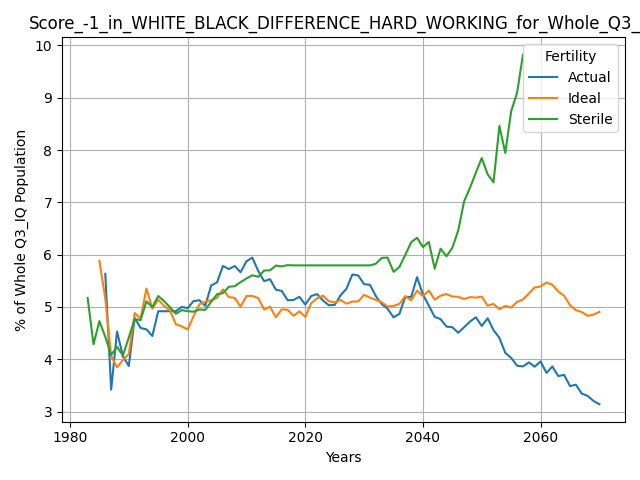 Score_-1_in_WHITE_BLACK_DIFFERENCE_HARD_WORKING_for_Whole_Q3_
10
9
8
7
6
5
4
3
% of Whole Q3_IQ Population
Fertility
Actual
Ideal
Sterile
1980
2000
2020
2040
2060
Years